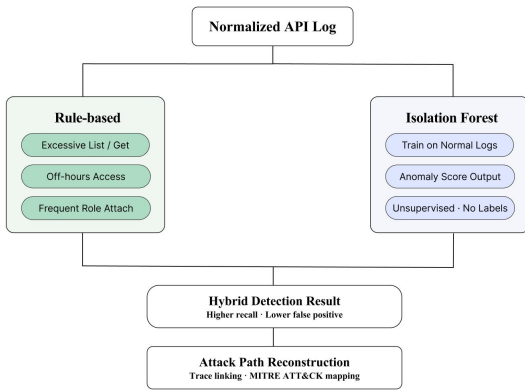 Normalized API Log
Rule-based
Excessive List / Get
Off-hours Access
Frequent Role Attach
Isolation Forest
Train on Normal Logs
Anomaly Score Output
Unsupervised · No Labels
Hybrid Detection Result
Higher recall · Lower false positive
Attack Path Reconstruction
Trace linking · MITRE ATT&CK mapping